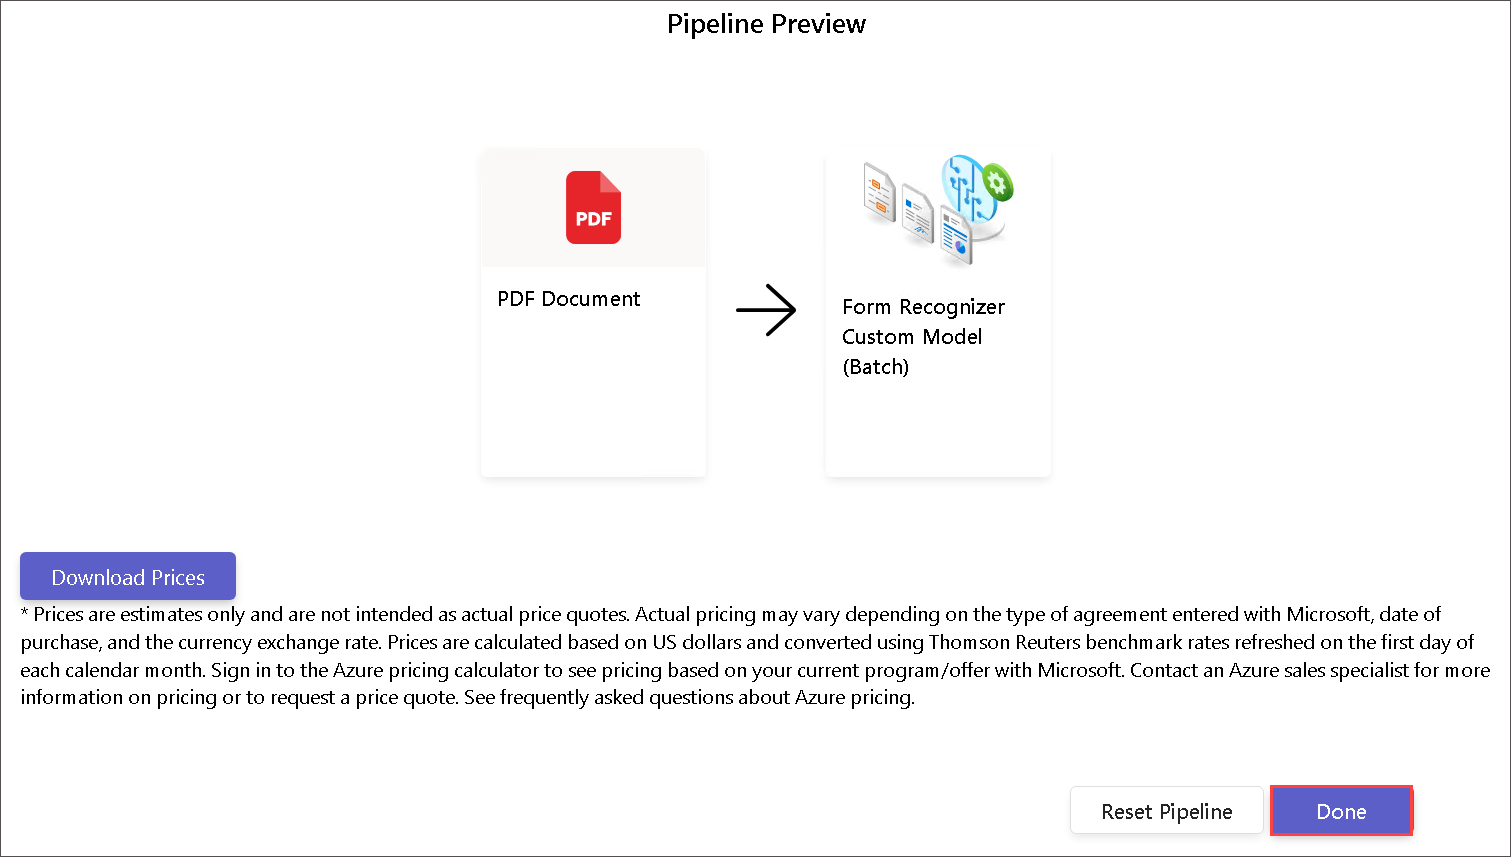 Pipeline Preview
PDF
PDF Document
Form Recognizer
Custom Model
(Batch)
Download Prices
* Prices are estimates only and are not intended as actual price quotes. Actual pricing may vary depending on the type of agreement entered with Microsoft, date of
purchase, and the currency exchange rate. Prices are calculated based on US dollars and converted using Thomson Reuters benchmark rates refreshed on the first day of
each calendar month. Sign in to the Azure pricing calculator to see pricing based on your current program/offer with Microsoft. Contact an Azure sales specialist for more
information on pricing or to request a price quote. See frequently asked questions about Azure pricing.
Reset Pipeline
Done